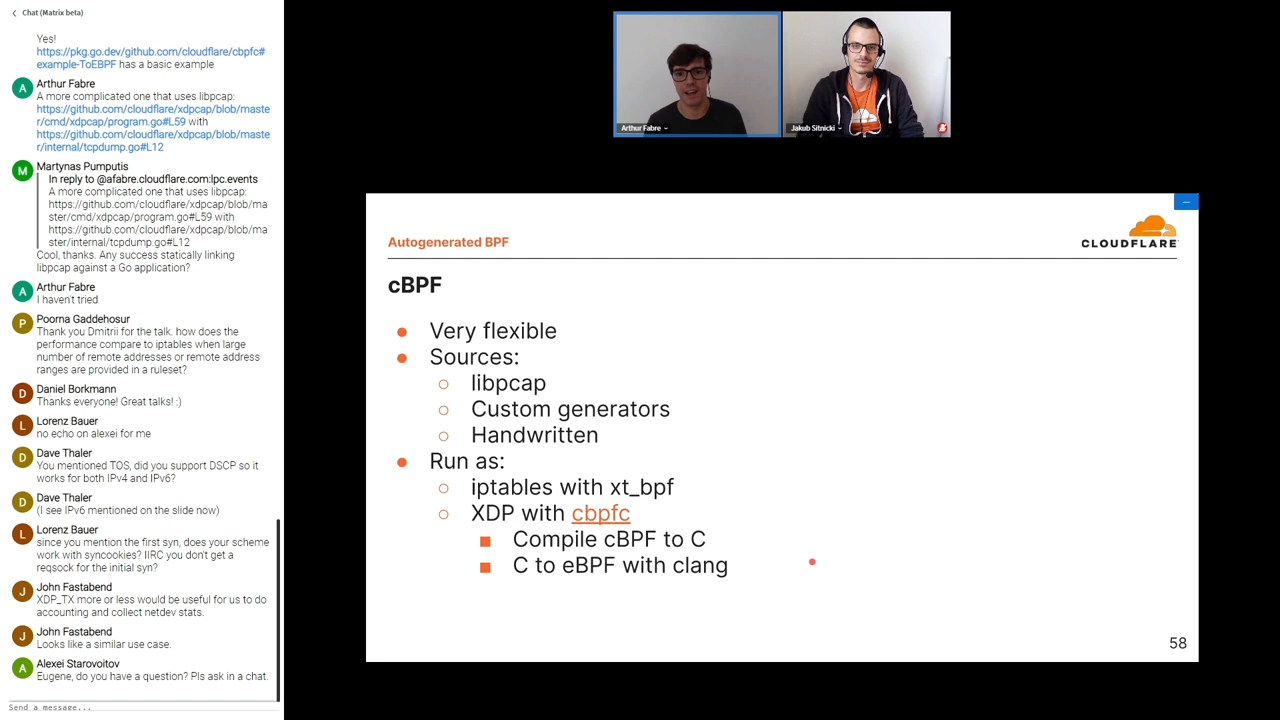 Chat (Matrix beta)
Yes!
https://pkg.go.dev/github.com/cloudflare/cbpfc#
example-ToEBPF has a basic example
A
Arthur Fabre
A more complicated one that uses libpcap:
https://github.com/cloudflare/xdpcap/blob/maste
r/cmd/xdpcap/program.go#L59 with
https://github.com/cloudflare/xdpcap/blob/maste
r/internal/tcpdump.go#L12
M
Martynas Pumputis
In reply to @afabre.cloudflare.com:lpc.events
A more complicated one that uses libpcap:
https://github.com/cloudflare/xdpcap/blob/ma
ster/cmd/xdpcap/program.go#L59 with
https://github.com/cloudflare/xdpcap/blob/ma
ster/internal/tcpdump.go#L12
Cool, thanks. Any success statically linking
libpcap against a Go application?
A
Arthur Fabre
I haven't tried
P
Poorna Gaddehosur
Thank you Dmitrii for the talk. how does the
performance compare to iptables when large
number of remote addresses or remote address
ranges are provided in a ruleset?
D
Daniel Borkmann
Thanks everyone! Great talks! :)
L
Lorenz Bauer
no echo on alexei for me
D
Dave Thaler
You mentioned TOS, did you support DSCP so it
works for both IPv4 and IPv6?
D
Dave Thaler
(I see IPv6 mentioned on the slide now)
L
Lorenz Bauer
since you mention the first syn, does your scheme
work with syncookies? IIRC you don't get a
reqsock for the initial syn?
J
John Fastabend
XDP_TX more or less would be useful for us to do
accounting and collect netdev stats.
J
John Fastabend
Looks like a similar use case.
A
Alexei Starovoitov
Eugene, do you have a question? Pls ask in a chat.
Send a message...
Arthur Fabre
Jakub Sitnicki
Autogenerated BPF
CLOUDFLARE
cBPF
Very flexible
Sources:
libpcap
Custom generators
Handwritten
Run as:
iptables with xt_bpf
XDP with cbpfc
Compile cBPF to C
C to eBPF with clang
58